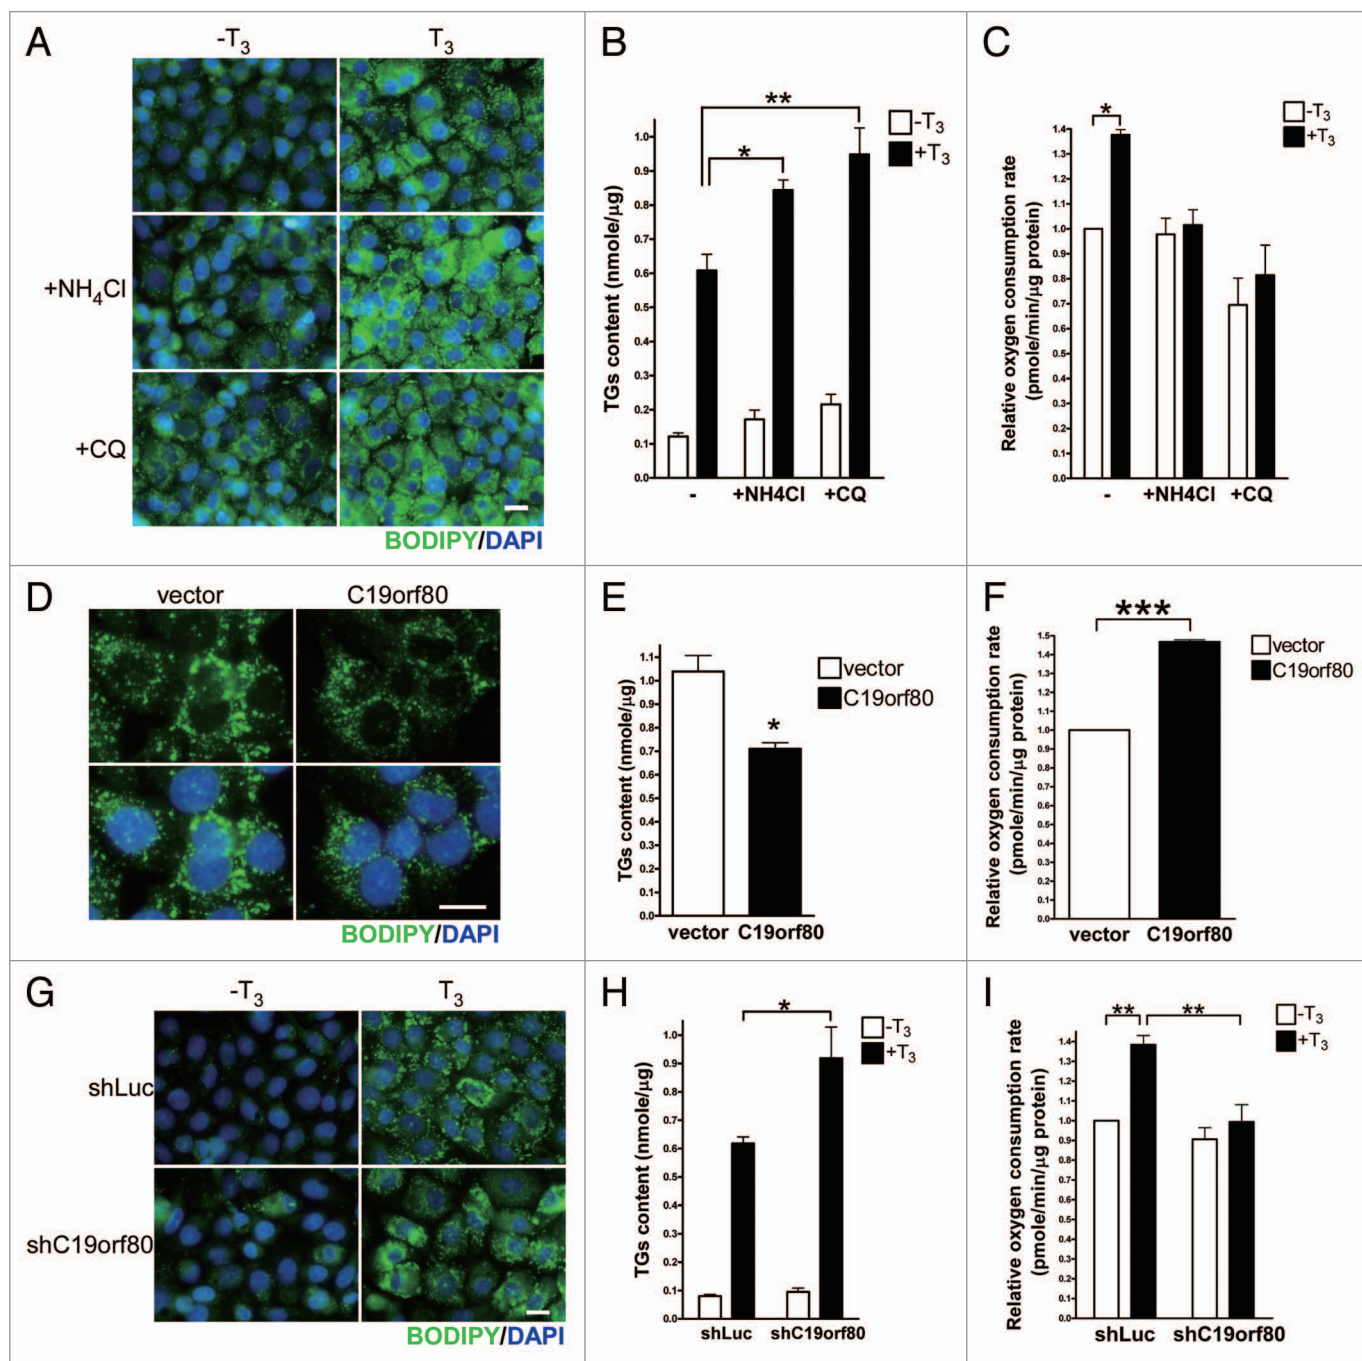 A
-T₃
T₃
+NH₄Cl
+CQ
BODIPY/DAPI
B
**
*
-T₃
+T₃
TGs content (nmole/µg)
1.0
0.9
0.8
0.7
0.6
0.5
0.4
0.3
0.2
0.1
0.0
- +NH4Cl +CQ
C
*
-T₃
+T₃
Relative oxygen consumption rate
(pmole/min/µg protein)
1.4
1.3
1.2
1.1
1.0
0.9
0.8
0.7
0.6
0.5
0.4
0.3
0.2
0.1
0.0
- +NH4Cl +CQ
D
vector
C19orf80
BODIPY/DAPI
E
vector
C19orf80
*
TGs content (nmole/µg)
1.1
1.0
0.9
0.8
0.7
0.6
0.5
0.4
0.3
0.2
0.1
0.0
vector C19orf80
F
***
vector
C19orf80
Relative oxygen consumption rate
(pmole/min/µg protein)
1.5
1.4
1.3
1.2
1.1
1.0
0.9
0.8
0.7
0.6
0.5
0.4
0.3
0.2
0.1
0.0
vector C19orf80
G
-T₃
T₃
shLuc
shC19orf80
BODIPY/DAPI
H
*
-T₃
+T₃
TGs content (nmole/µg)
1.0
0.9
0.8
0.7
0.6
0.5
0.4
0.3
0.2
0.1
0.0
shLuc shC19orf80
I
** **
-T₃
+T₃
Relative oxygen consumption rate
(pmole/min/µg protein)
1.4
1.3
1.2
1.1
1.0
0.9
0.8
0.7
0.6
0.5
0.4
0.3
0.2
0.1
0.0
shLuc shC19orf80